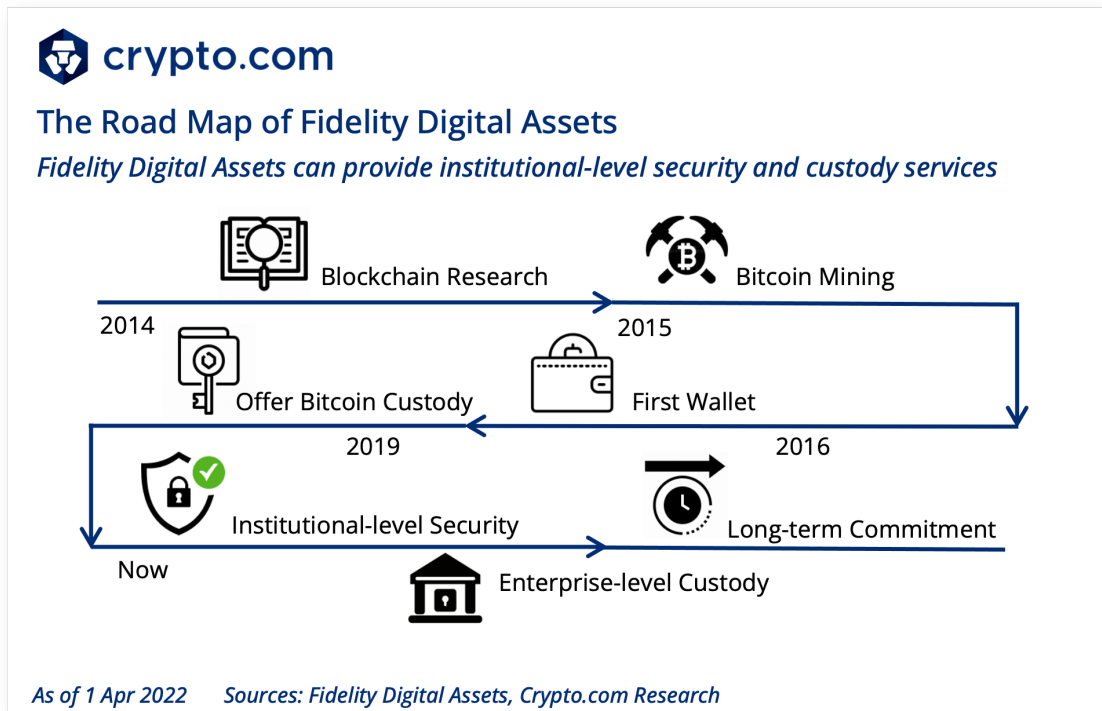 crypto.com
The Road Map of Fidelity Digital Assets
Fidelity Digital Assets can provide institutional-level security and custody services
Blockchain Research
Bitcoin Mining
2014
2015
Offer Bitcoin Custody
First Wallet
2019
2016
Institutional-level Security
Long-term Commitment
Now
Enterprise-level Custody
As of 1 Apr 2022 Sources: Fidelity Digital Assets, Crypto.com Research